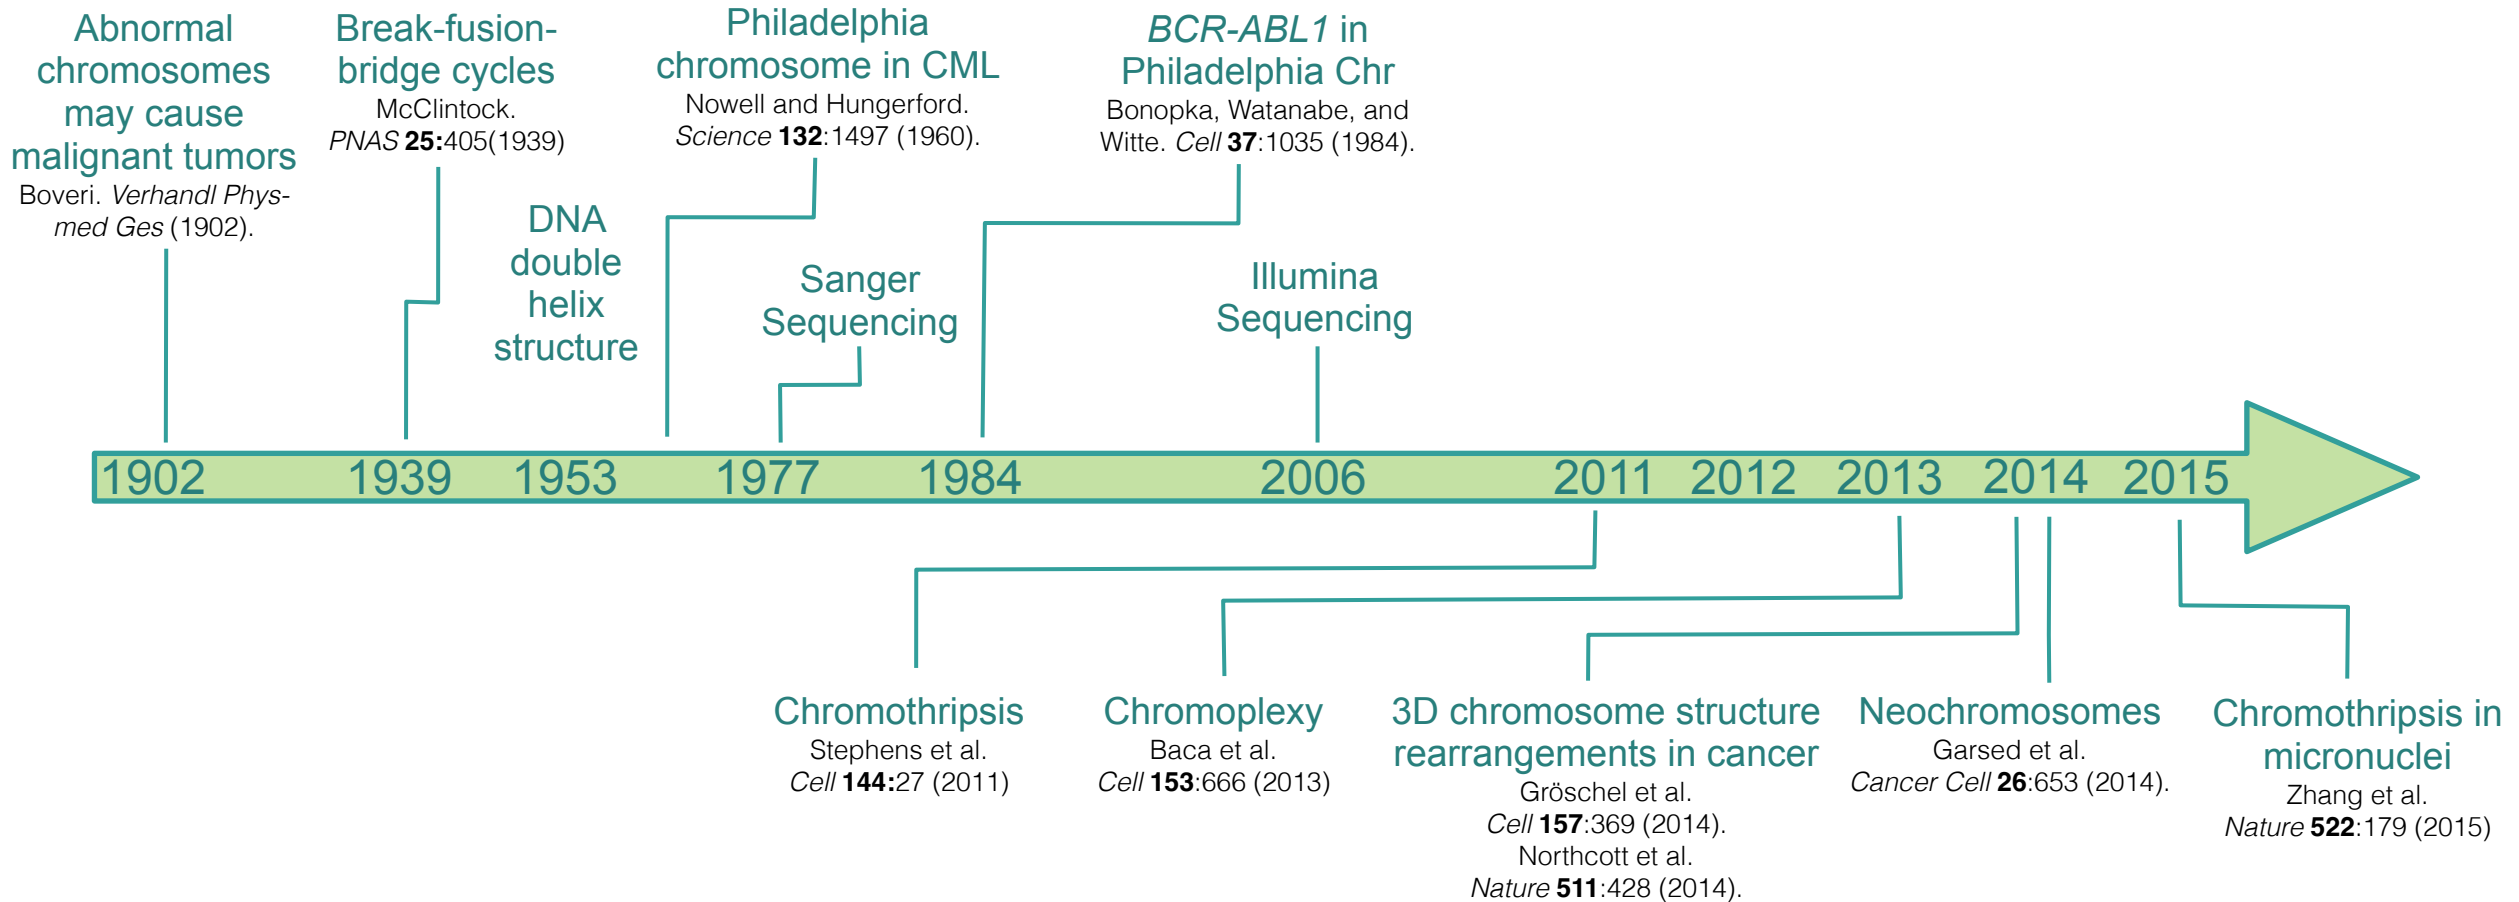 Abnormal
chromosomes
may cause
malignant tumors
Boveri. Verhandl Phys-
med Ges (1902).
Break-fusion-
bridge cycles
McClintock.
PNAS 25:405(1939)
DNA
double
helix
structure
Philadelphia
chromosome in CML
Nowell and Hungerford.
Science 132:1497 (1960).
Sanger
Sequencing
BCR-ABL1 in
Philadelphia Chr
Bonopka, Watanabe, and
Witte. Cell 37:1035 (1984).
Illumina
Sequencing
1902 1939 1953 1977 1984 2006 2011 2012 2013 2014 2015
Chromothripsis
Stephens et al.
Cell 144:27 (2011)
Chromoplexy
Baca et al.
Cell 153:666 (2013)
3D chromosome structure
rearrangements in cancer
Gröschel et al.
Cell 157:369 (2014).
Northcott et al.
Nature 511:428 (2014).
Neochromosomes
Garsed et al.
Cancer Cell 26:653 (2014).
Chromothripsis in
micronuclei
Zhang et al.
Nature 522:179 (2015)